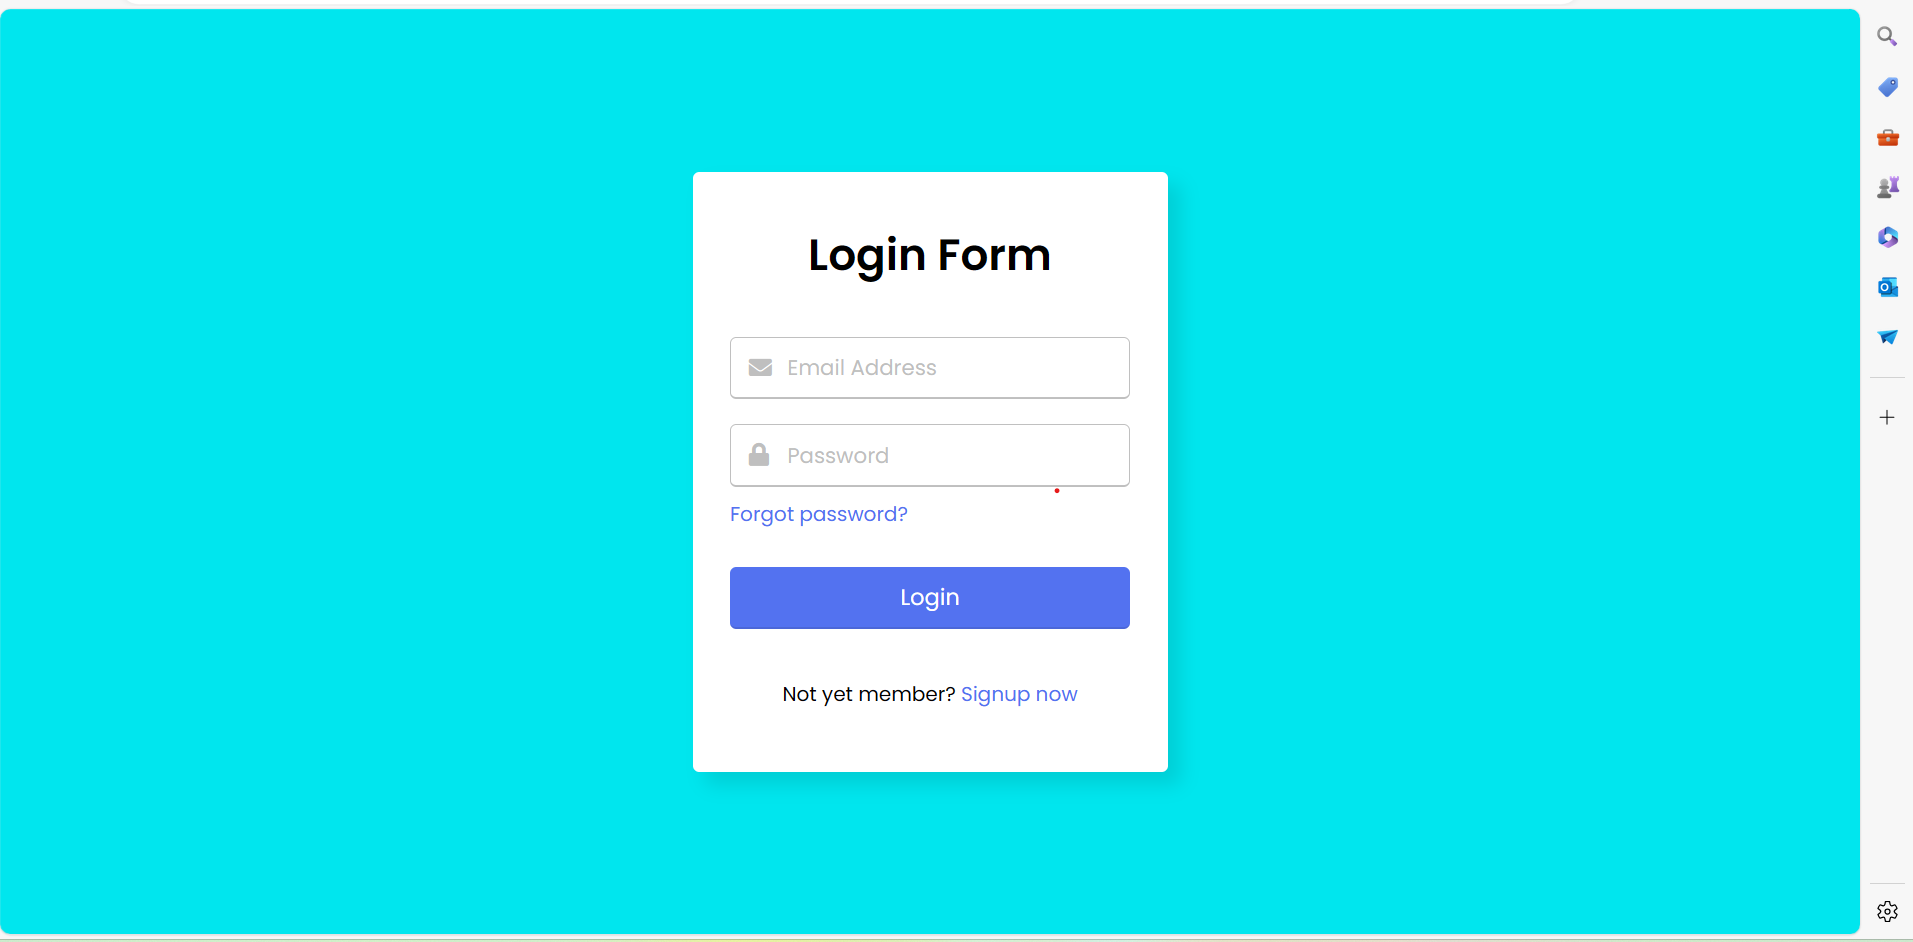 Login Form
Email Address
Password
Forgot password?
Login
Not yet member? Signup now